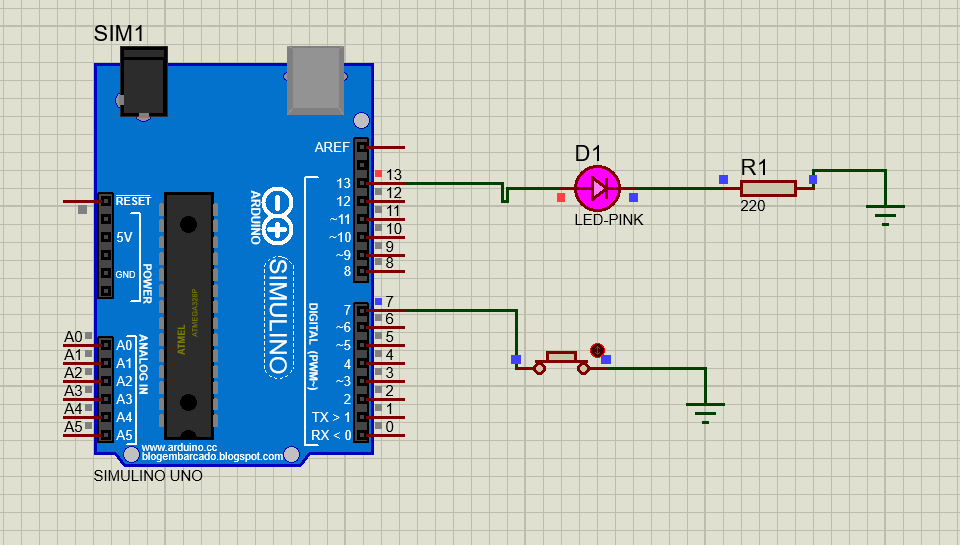 SIM1
AREF
RESET
5V
GND
POWER
A0 A0
A1 A1
A2 A2
A3 A3
A4 A4
A5 A5
ANALOG IN
ATMEL
ATMEGA328P
ARDUINO
SIMULINO
DIGITAL (PWM~)
13 13
12 12
~11 11
~10 10
~9 9
8 8
7 7
~6 6
~5 5
4 4
~3 3
2 2
TX > 1 1
RX < 0 0
www.arduino.cc
blogembarcado.blogspot.com
SIMULINO UNO
D1
LED-PINK
R1
220